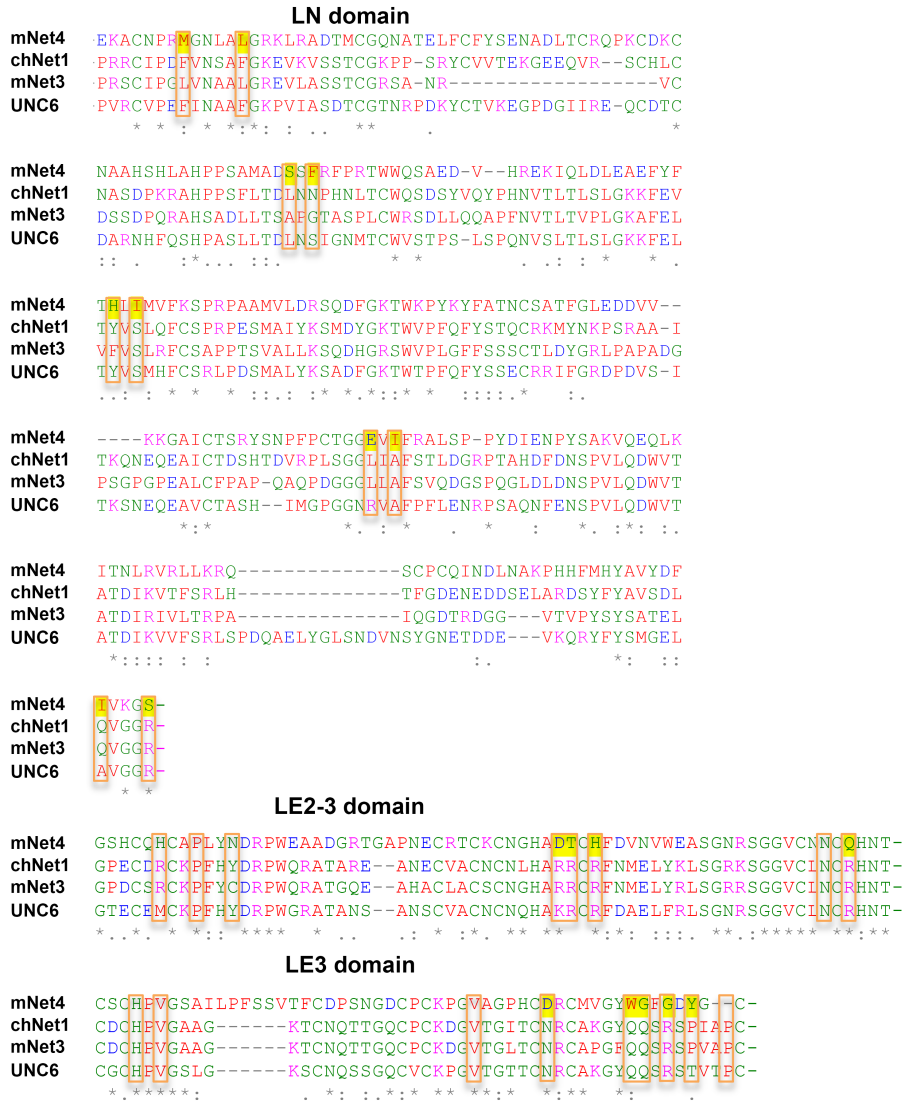 LN domain
mNet4 EKACNPRMGNLALGRKLRADTMCGQNATELFCFYSENADLTCRQPKCDKC
chNet1 PRRCIPDFVNSAFGKEVKVSSTCGKPP-SRYCVVTEKGEEQVR--SCHLC
mNet3 PRSCIPGLVNAALGREVLASSTCGRSA-NR------------------VC
UNC6 PVRCVPEFINAAFGKPVIASDTCGTNRPDKYCTVKEGPDGIIRE-QCDTC
* * : *:* : .. ** . *
mNet4 NAAHSHLAHPPSAMADSSFRFPRTWWQSAED-V--HREKIQLDLEAEFYF
chNet1 NASDPKRAHPPSFLTDLNNPHNLTCWQSDSYVQYPHNVTLTLSLGKKFEV
mNet3 DSSDPQRAHSADLLTSAPGTASPLCWRSDLLQQAPFNVTLTVPLGKAFEL
UNC6 DARNHFQSHPASLLTDLNSIGNMTCWVSTPS-LSPQNVSLTLSLGKKFEL
:: . :*...::. * * . : : * * .
mNet4 THLIMVFKSPRPAAMVLDRSQDFGKTWKPYKYFATNCSATFGLEDDVV--
chNet1 TYVSLQFCSPRPESMAIYKSMDYGKTWVPFQFYSTQCRKMYNKPSRAA-I
mNet3 VFVSLRFCSAPPTSVALLKSQDHGRSWVPLGFFSSSCTLDYGRLPAPADG
UNC6 TYVSMHFCSRLPDSMALYKSADFGKTWTPFQFYSSECRRIFGRDPDVS-I
..: : * * * ::.: :* *.*::* * ::::.* :.
mNet4 ----KKGAICTSRYSNPFPCTGGEVIFRALSP-PYDIENPYSAKVQEQLK
chNet1 TKQNEQEAICTDSHTDVRPLSGGLIAFSTLDGRPTAHDFDNSPVLQDWVT
mNet3 PSGPGPEALCFPAP-QAQPDGGGLLAFSVQDGSPQGLDLDNSPVLQDWVT
UNC6 TKSNEQEAVCTASH--IMGPGGNRVAFPFLENRPSAQNFENSPVLQDWVT
*:* *. : * . * : * . :*: :.
mNet4 ITNLRVRLLKRQ--------------SCPCQINDLNAKPHHFMHYAVYDF
chNet1 ATDIKVTFSRLH--------------TFGDENEDDSELARDSYFYAVSDL
mNet3 ATDIRIVLTRPA--------------IQGDTRDGG---VTVPYSYSATEL
UNC6 ATDIKVVFSRLSPDQAELYGLSNDVNSYGNETDDE---VKQRYFYSMGEL
*:::: : : :. *: ::
mNet4 IVKGS-
chNet1 QVGGR-
mNet3 QVGGR-
UNC6 AVGGR-
* *
LE2-3 domain
mNet4 GSHCQHCAPLYNDRPWEAADGRTGAPNECRTCKCNGHADTCHFDVNVWEASGNRSGGVCNNCQHNT-
chNet1 GPECDRCKPFHYDRPWQRATARE--ANECVACNCNLHARRCRFNMELYKLSGRKSGGVCLNCRHNT-
mNet3 GPDCSRCKPFYCDRPWQRATGQE--AHACLACSCNGHARRCRFNMELYRLSGRRSGGVCLNCRHNT-
UNC6 GTECEMCKPFHYDRPWGRATANS--ANSCVACNCNQHAKRCRFDAELFRLSGNRSGGVCLNCRHNT-
*..* * *:: **** * .. .: * :*.** ** *:*: ::: **.:****** **:**
LE3 domain
mNet4 CSCHPVGSAILPFSSVTFCDPSNGDCPCKPGVAGPHCDRCMVGYWGFGDYG--C-
chNet1 CDCHPVGAAG------KTCNQTTGQCPCKDGVTGITCNRCAKGYQQSRSPIAPC-
mNet3 CDCHPVGAAG------KTCNQTTGQCPCKDGVTGLTCNRCAPGFQQSRSPVAPC-
UNC6 CGCHPVGSLG------KSCNQSSGQCVCKPGVTGTTCNRCAKGYQQSRSTVTPC-
*.*****: . *: :.*:* ** **:* *:** *: . *